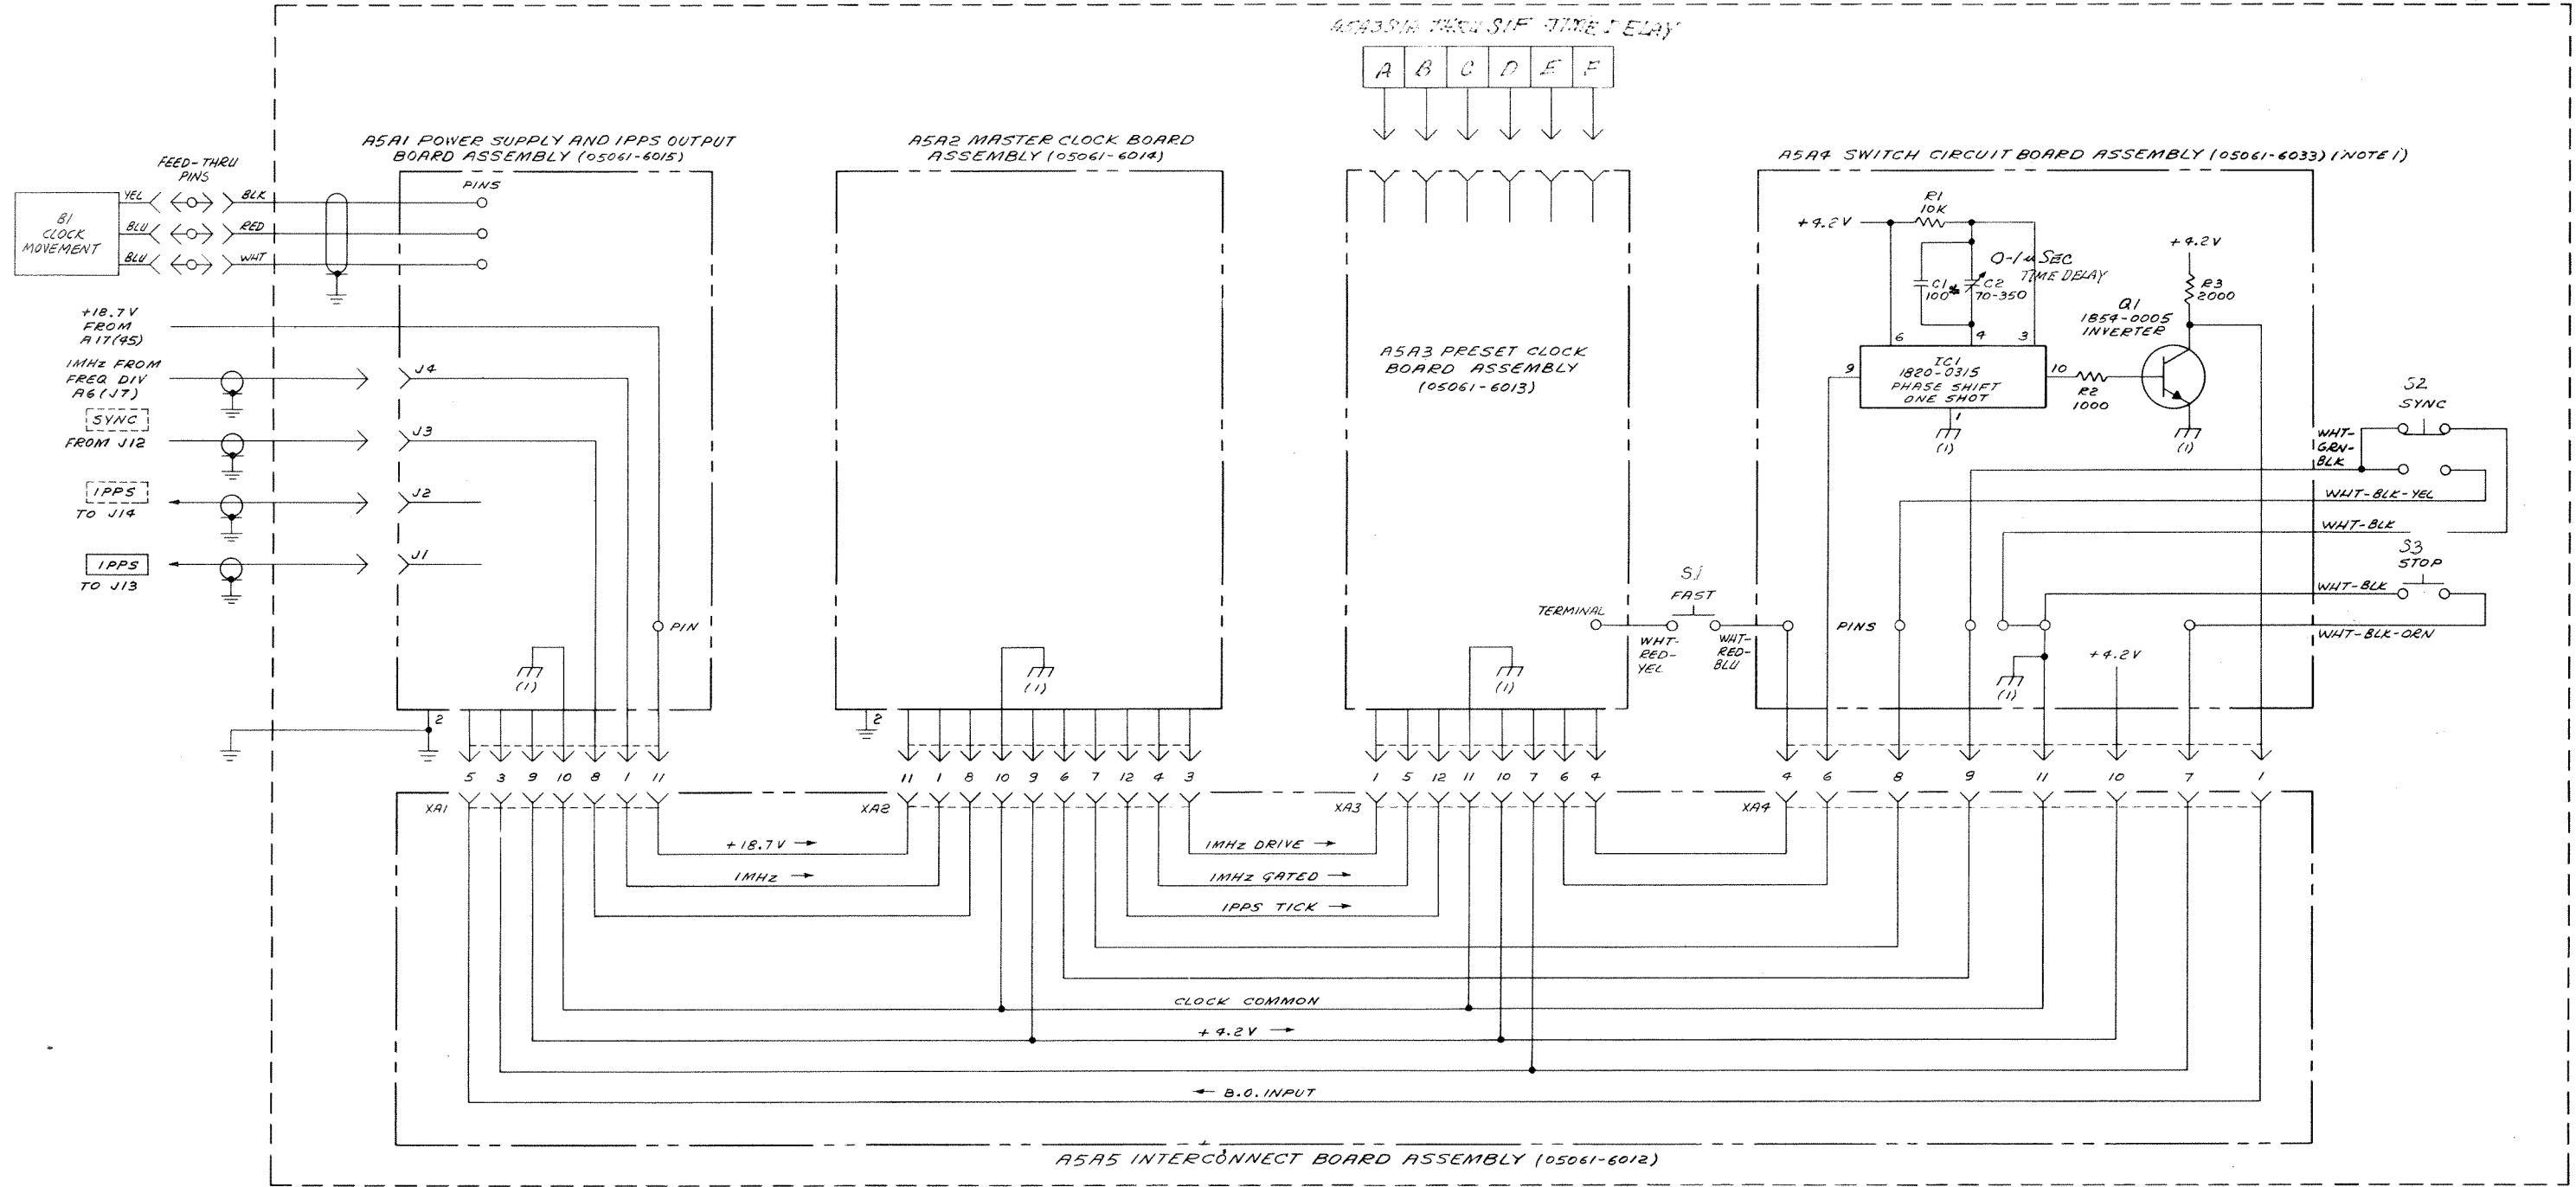 A5A3S1A THRU S1F TIME DELAY
A B C D E F
A5A1 POWER SUPPLY AND 1PPS OUTPUT
BOARD ASSEMBLY (05061-6015)
A5A2 MASTER CLOCK BOARD
ASSEMBLY (05061-6014)
A5A4 SWITCH CIRCUIT BOARD ASSEMBLY (05061-6033) (NOTE 1)
FEED-THRU
PINS
B1
CLOCK
MOVEMENT
YEL
BLU
BLU
BLK
RED
WHT
PINS
+18.7V
FROM
A17(45)
1MHz FROM
FREQ DIV
A6(J7)
SYNC
FROM J12
1PPS
TO J14
1PPS
TO J13
J4
J3
J2
J1
PIN
(1)
2
(1)
2
A5A3 PRESET CLOCK
BOARD ASSEMBLY
(05061-6013)
TERMINAL
(1)
S1
FAST
WHT-
RED-
YEL
WHT-
RED-
BLU
+4.2V
R1
10K
C1
100
C2
70-350
0-1 µ SEC
TIME DELAY
+4.2V
R3
2000
Q1
1854-0005
INVERTER
6 4 3
9
IC1
1820-0315
PHASE SHIFT
ONE SHOT
10
R2
1000
1
(1)
(1)
S2
SYNC
WHT-
GRN-
BLK
WHT-BLK-YEL
WHT-BLK
S3
STOP
WHT-BLK
WHT-BLK-ORN
PINS
(1)
+4.2V
5 3 9 10 8 1 11
11 1 8 10 9 6 7 12 4 3
1 5 12 11 10 7 6 4
4 6 8 9 11 10 7 1
XA1
XA2
XA3
XA4
+18.7V
1MHz
1MHz DRIVE
1MHz GATED
1PPS TICK
CLOCK COMMON
+4.2V
B.O. INPUT
A5A5 INTERCONNECT BOARD ASSEMBLY (05061-6012)